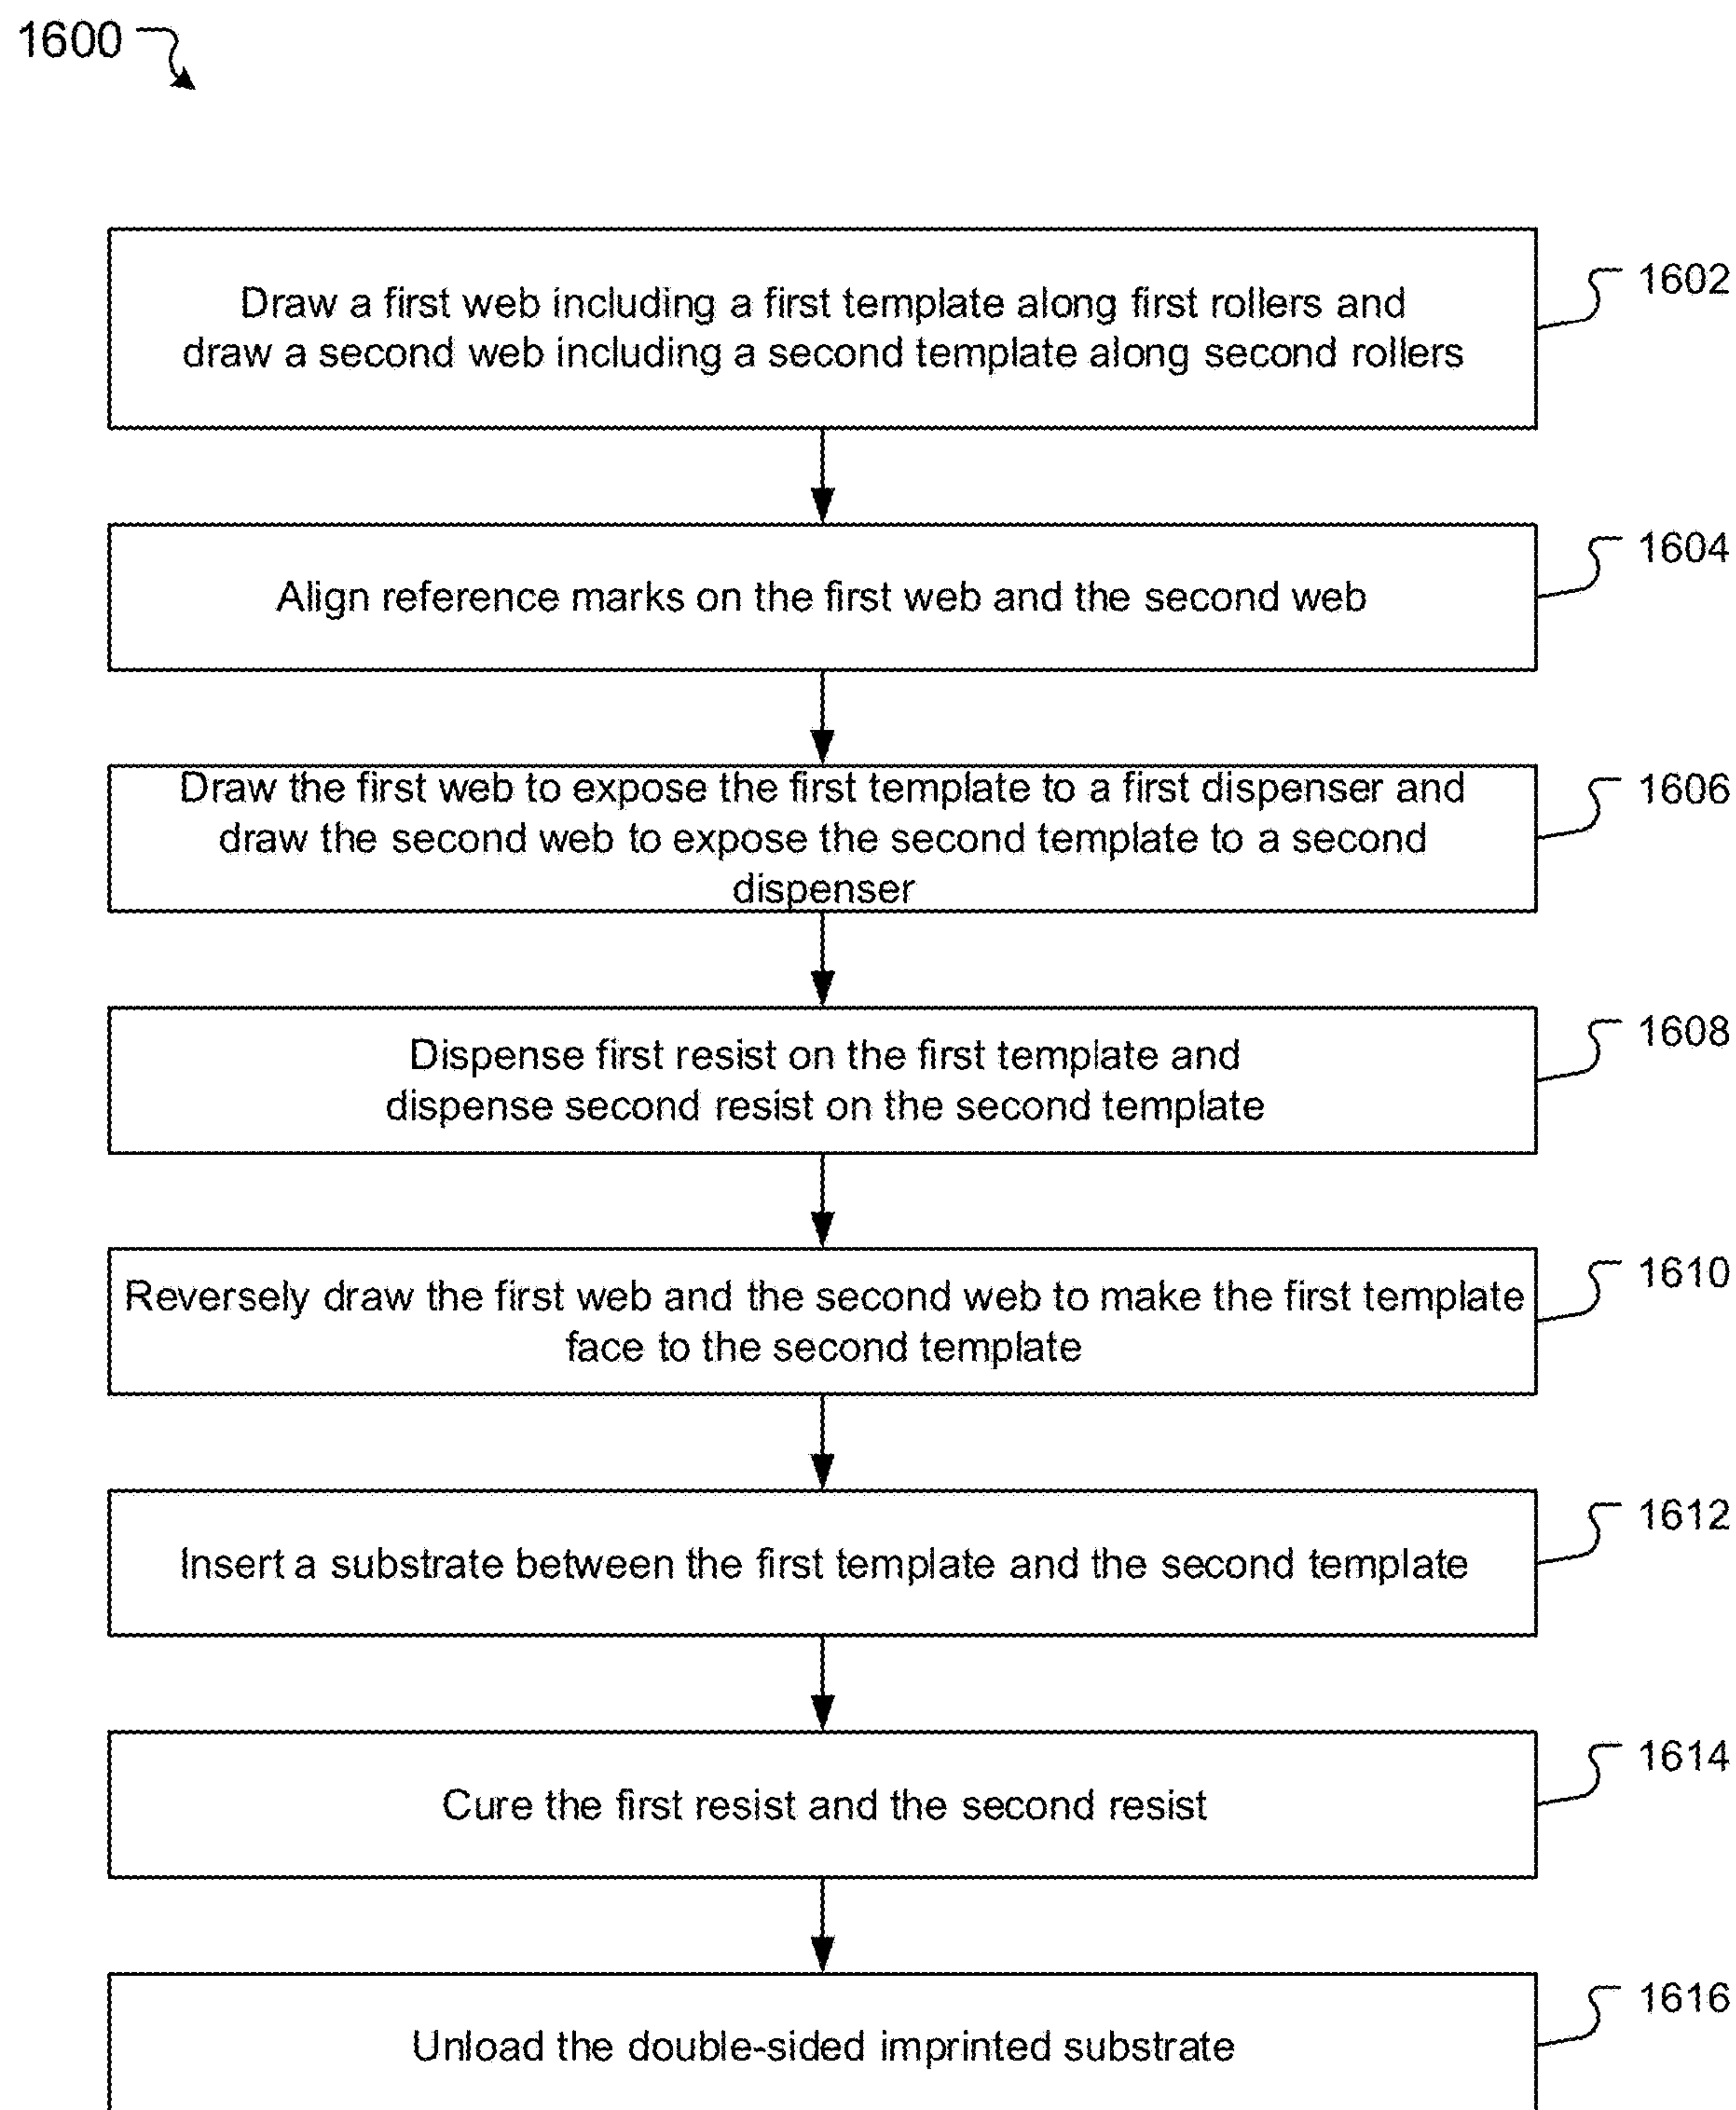 1600
Draw a first web including a first template along first rollers and
draw a second web including a second template along second rollers
1602
Align reference marks on the first web and the second web
1604
Draw the first web to expose the first template to a first dispenser and
draw the second web to expose the second template to a second
dispenser
1606
Dispense first resist on the first template and
dispense second resist on the second template
1608
Reversely draw the first web and the second web to make the first template
face to the second template
1610
Insert a substrate between the first template and the second template
1612
Cure the first resist and the second resist
1614
Unload the double-sided imprinted substrate
1616